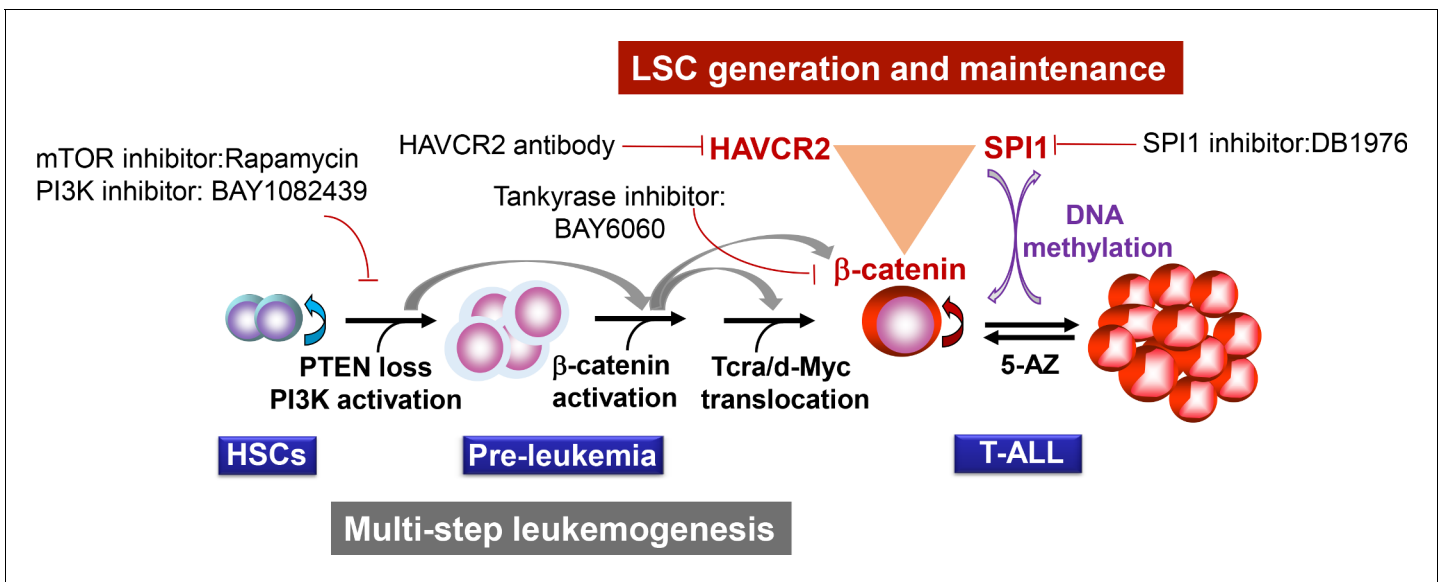 LSC generation and maintenance
HAVCR2 antibody
HAVCR2
SPI1
SPI1 inhibitor:DB1976
mTOR inhibitor:Rapamycin
PI3K inhibitor: BAY1082439
Tankyrase inhibitor:
BAY6060
DNA
methylation
β-catenin
PTEN loss
PI3K activation
β-catenin
activation
Tcra/d-Myc
translocation
5-AZ
HSCs
Pre-leukemia
T-ALL
Multi-step leukemogenesis